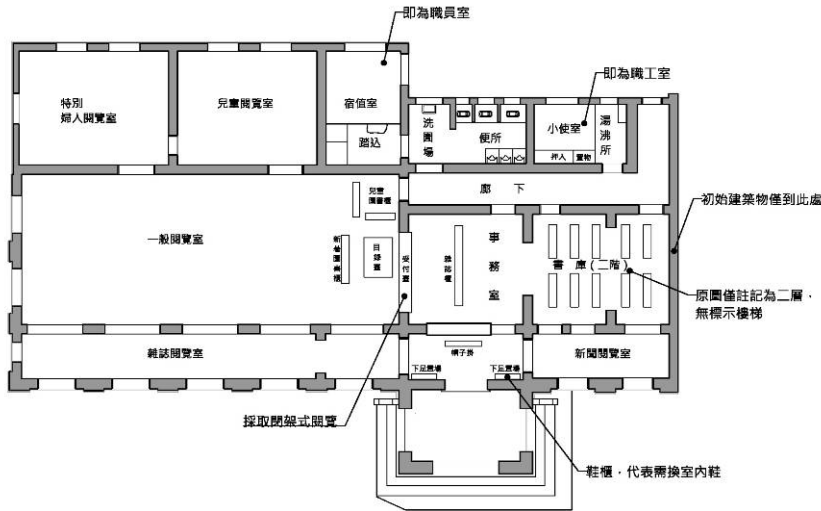 即為職員室
即為職工室
特別
婦人閱覽室
兒童閱覽室
宿值室
踏込
洗面場
便所
小使室
湯沸所
押入
置物
廊 下
初始建築物僅到此處
兒童
圖書櫃
一般閱覽室
新着圖書櫃
目錄臺
受付臺
雜誌櫃
事務室
書庫(二階)
原圖僅註記為二層，
無標示樓梯
雜誌閱覽室
帽子掛
新聞閱覽室
下足置場
下足置場
採取閉架式閱覽
鞋櫃，代表需換室內鞋